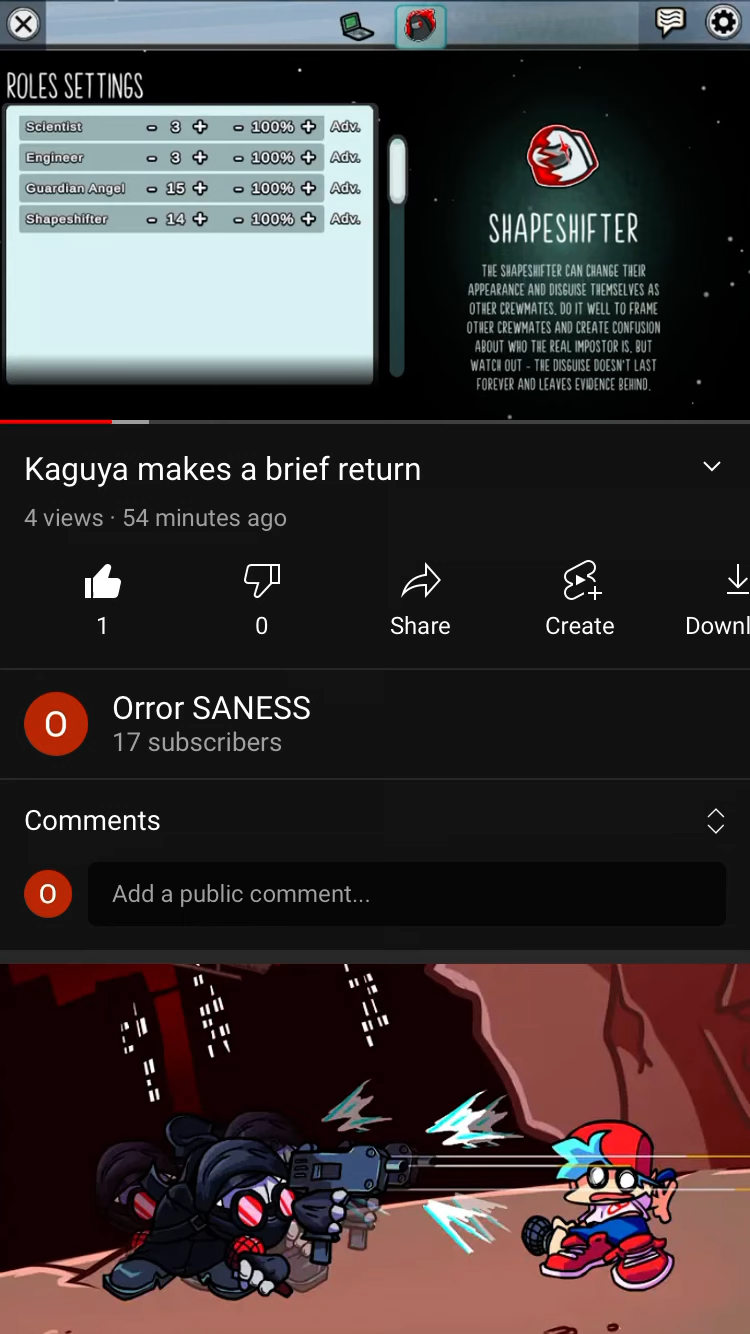 ROLES SETTINGS
Scientist - 3 + - 100% + Adv.
Engineer - 3 + - 100% + Adv.
Guardian Angel - 15 + - 100% + Adv.
Shapeshifter - 14 + - 100% + Adv.
SHAPESHIFTER
THE SHAPESHIFTER CAN CHANGE THEIR
APPEARANCE AND DISGUISE THEMSELVES AS
OTHER CREWMATES. DO IT WELL TO FRAME
OTHER CREWMATES AND CREATE CONFUSION
ABOUT WHO THE REAL IMPOSTOR IS. BUT
WATCH OUT - THE DISGUISE DOESN'T LAST
FOREVER AND LEAVES EVIDENCE BEHIND.
Kaguya makes a brief return
4 views · 54 minutes ago
1 0 Share Create Downl
O
Orror SANESS
17 subscribers
Comments
O
Add a public comment...